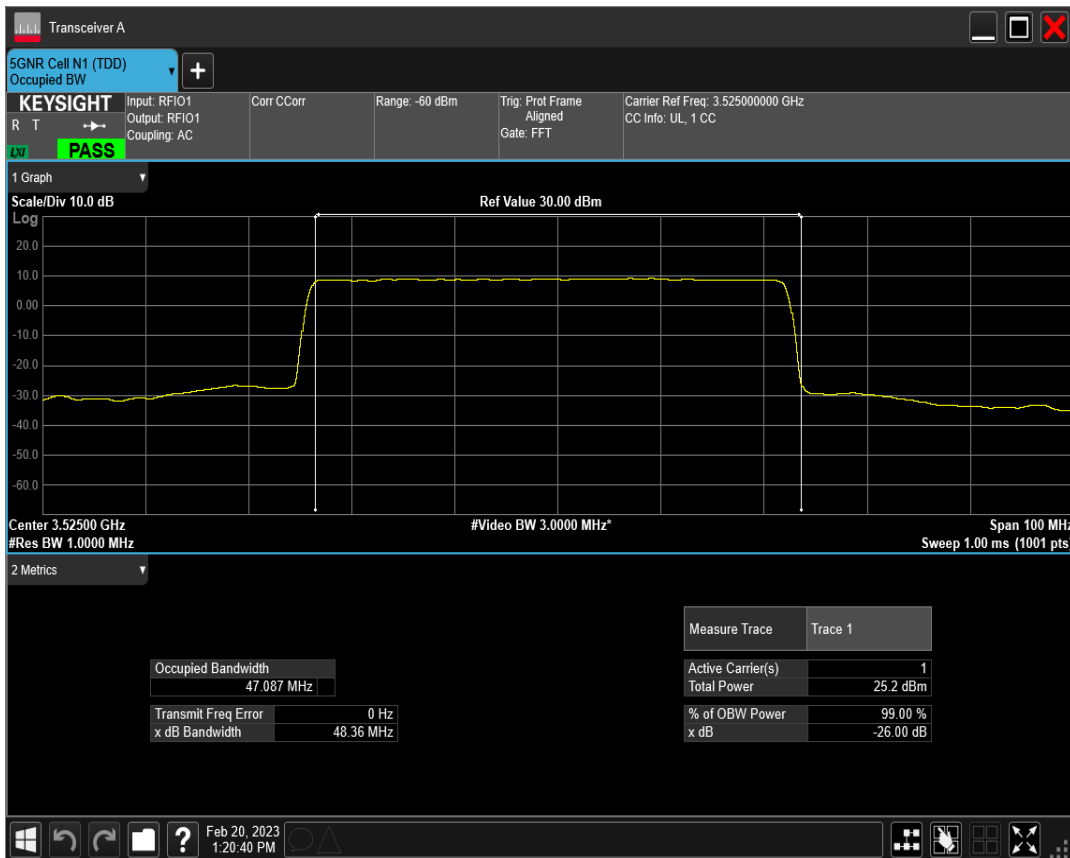 Transceiver A
5GNR Cell N1 (TDD)
Occupied BW
+
KEYSIGHT
R T
LXI
PASS
Input: RFIO1
Output: RFIO1
Coupling: AC
Corr CCorr
Range: -60 dBm
Trig: Prot Frame
Aligned
Gate: FFT
Carrier Ref Freq: 3.525000000 GHz
CC Info: UL, 1 CC
1 Graph
Scale/Div 10.0 dB
Ref Value 30.00 dBm
Log
20.0
10.0
0.00
-10.0
-20.0
-30.0
-40.0
-50.0
-60.0
Center 3.52500 GHz
#Video BW 3.0000 MHz*
Span 100 MHz
#Res BW 1.0000 MHz
Sweep 1.00 ms (1001 pts)
2 Metrics
Measure Trace Trace 1
Occupied Bandwidth
47.087 MHz
Active Carrier(s) 1
Total Power 25.2 dBm
Transmit Freq Error 0 Hz
x dB Bandwidth 48.36 MHz
% of OBW Power 99.00 %
x dB -26.00 dB
?
Feb 20, 2023
1:20:40 PM